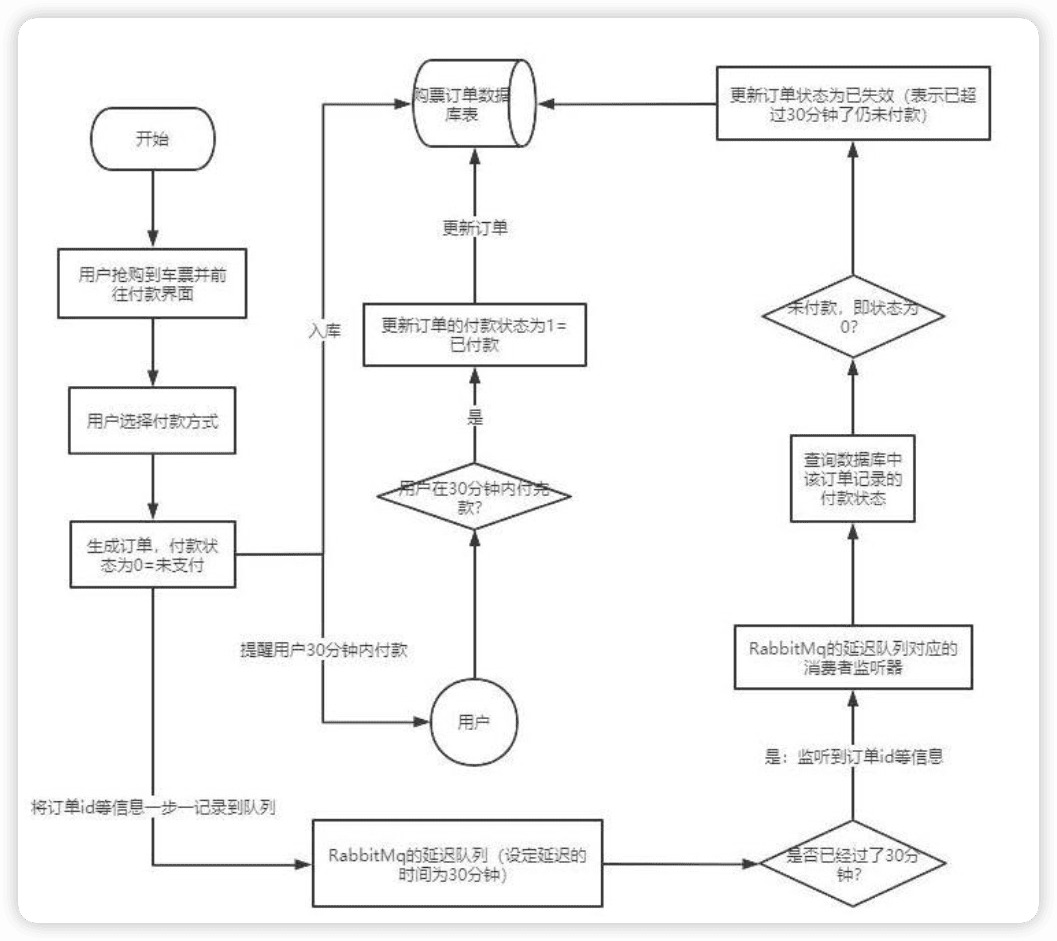 开始
用户抢购到车票并前
往付款界面
用户选择付款方式
生成订单，付款状
态为0=未支付
入库
提醒用户30分钟内付款
将订单id等信息一步一记录到队列
购票订单数据
库表
更新订单
更新订单的付款状态为1=
已付款
是
用户在30分钟内付完
款？
用户
RabbitMq的延迟队列（设定延迟的
时间为30分钟）
更新订单状态为已失效（表示已超
过30分钟了仍未付款）
未付款，即状态为
0？
查询数据库中
该订单记录的
付款状态
RabbitMq的延迟队列对应的
消费者监听器
是：监听到订单id等信息
是否已经过了30分
钟？